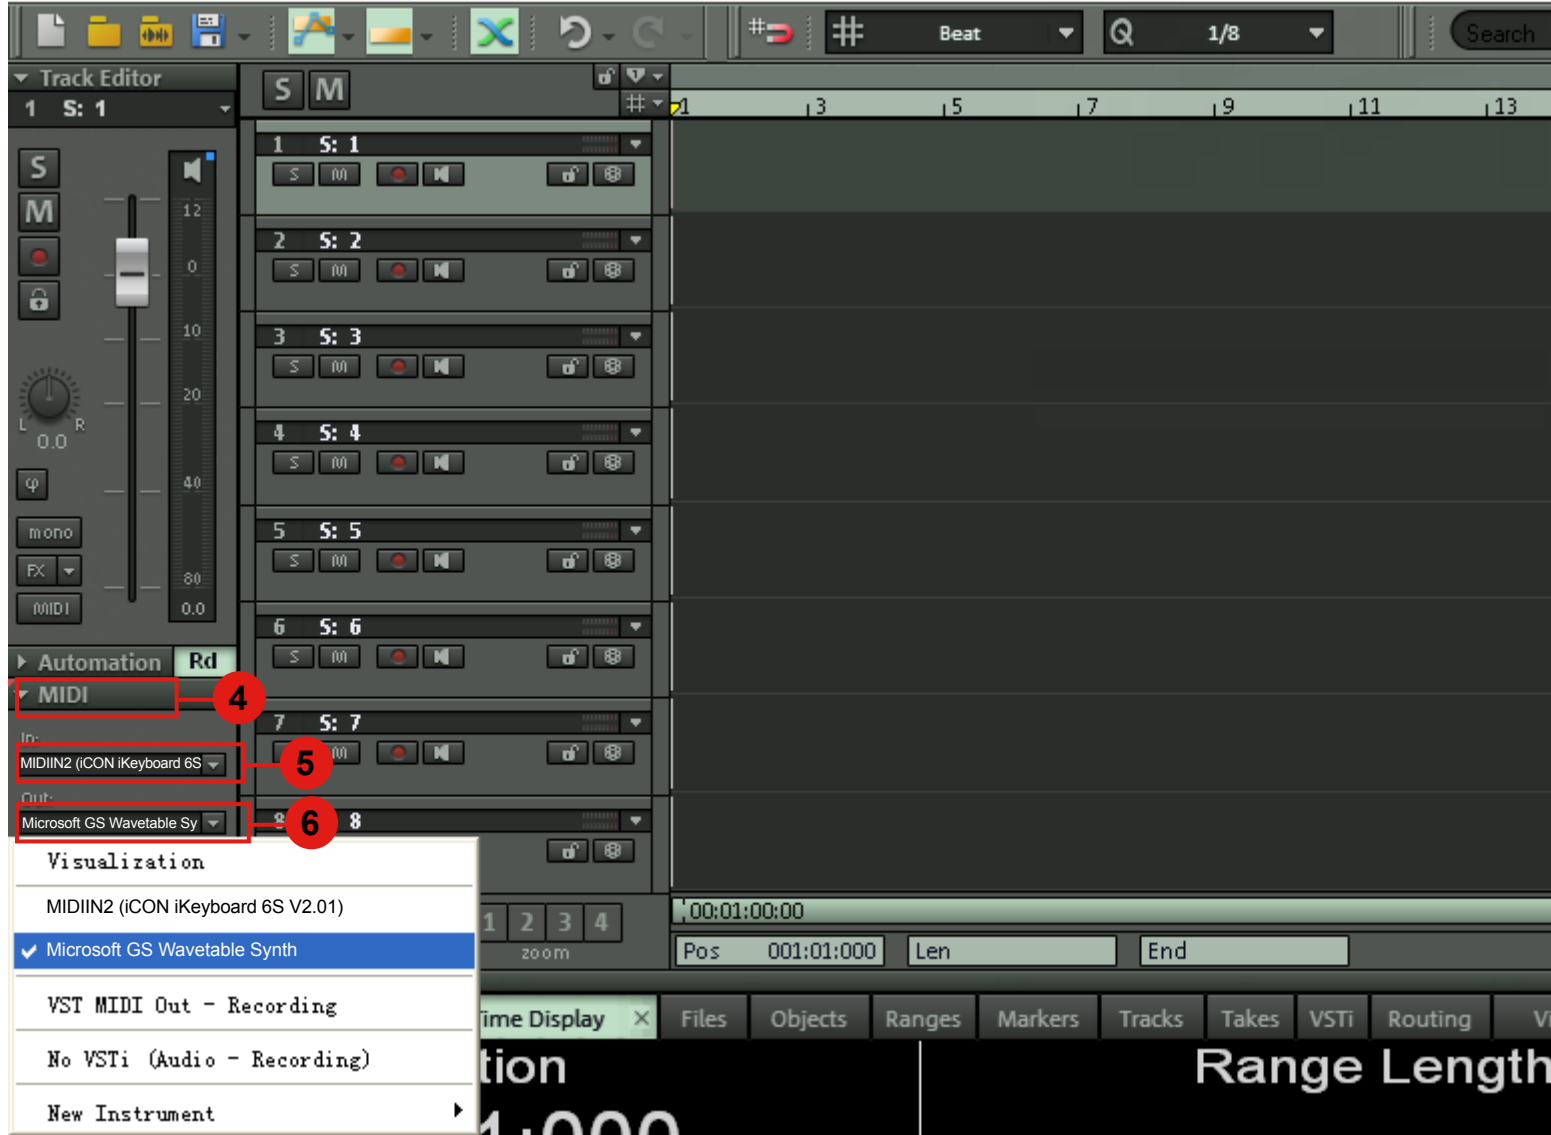 Beat
Q
1/8
Search
Track Editor
S M
1 S: 1
1 3 5 7 9 11 13
1 S: 1
S M
S
M
12
0
10
20
40
80
0.0
L R
0.0
φ
mono
FX
MIDI
2 S: 2
S M
3 S: 3
S M
4 S: 4
S M
5 S: 5
S M
6 S: 6
S M
7 S: 7
M
8 8
Automation Rd
MIDI
4
In:
MIDIIN2 (iCON iKeyboard 6S
5
Out:
Microsoft GS Wavetable Sy
6
Visualization
MIDIIN2 (iCON iKeyboard 6S V2.01)
Microsoft GS Wavetable Synth
VST MIDI Out - Recording
No VSTi (Audio - Recording)
New Instrument
1 2 3 4
zoom
00:01:00:00
Pos 001:01:000 Len End
ime Display × Files Objects Ranges Markers Tracks Takes VSTi Routing Vi
tion
Range Length
1:000